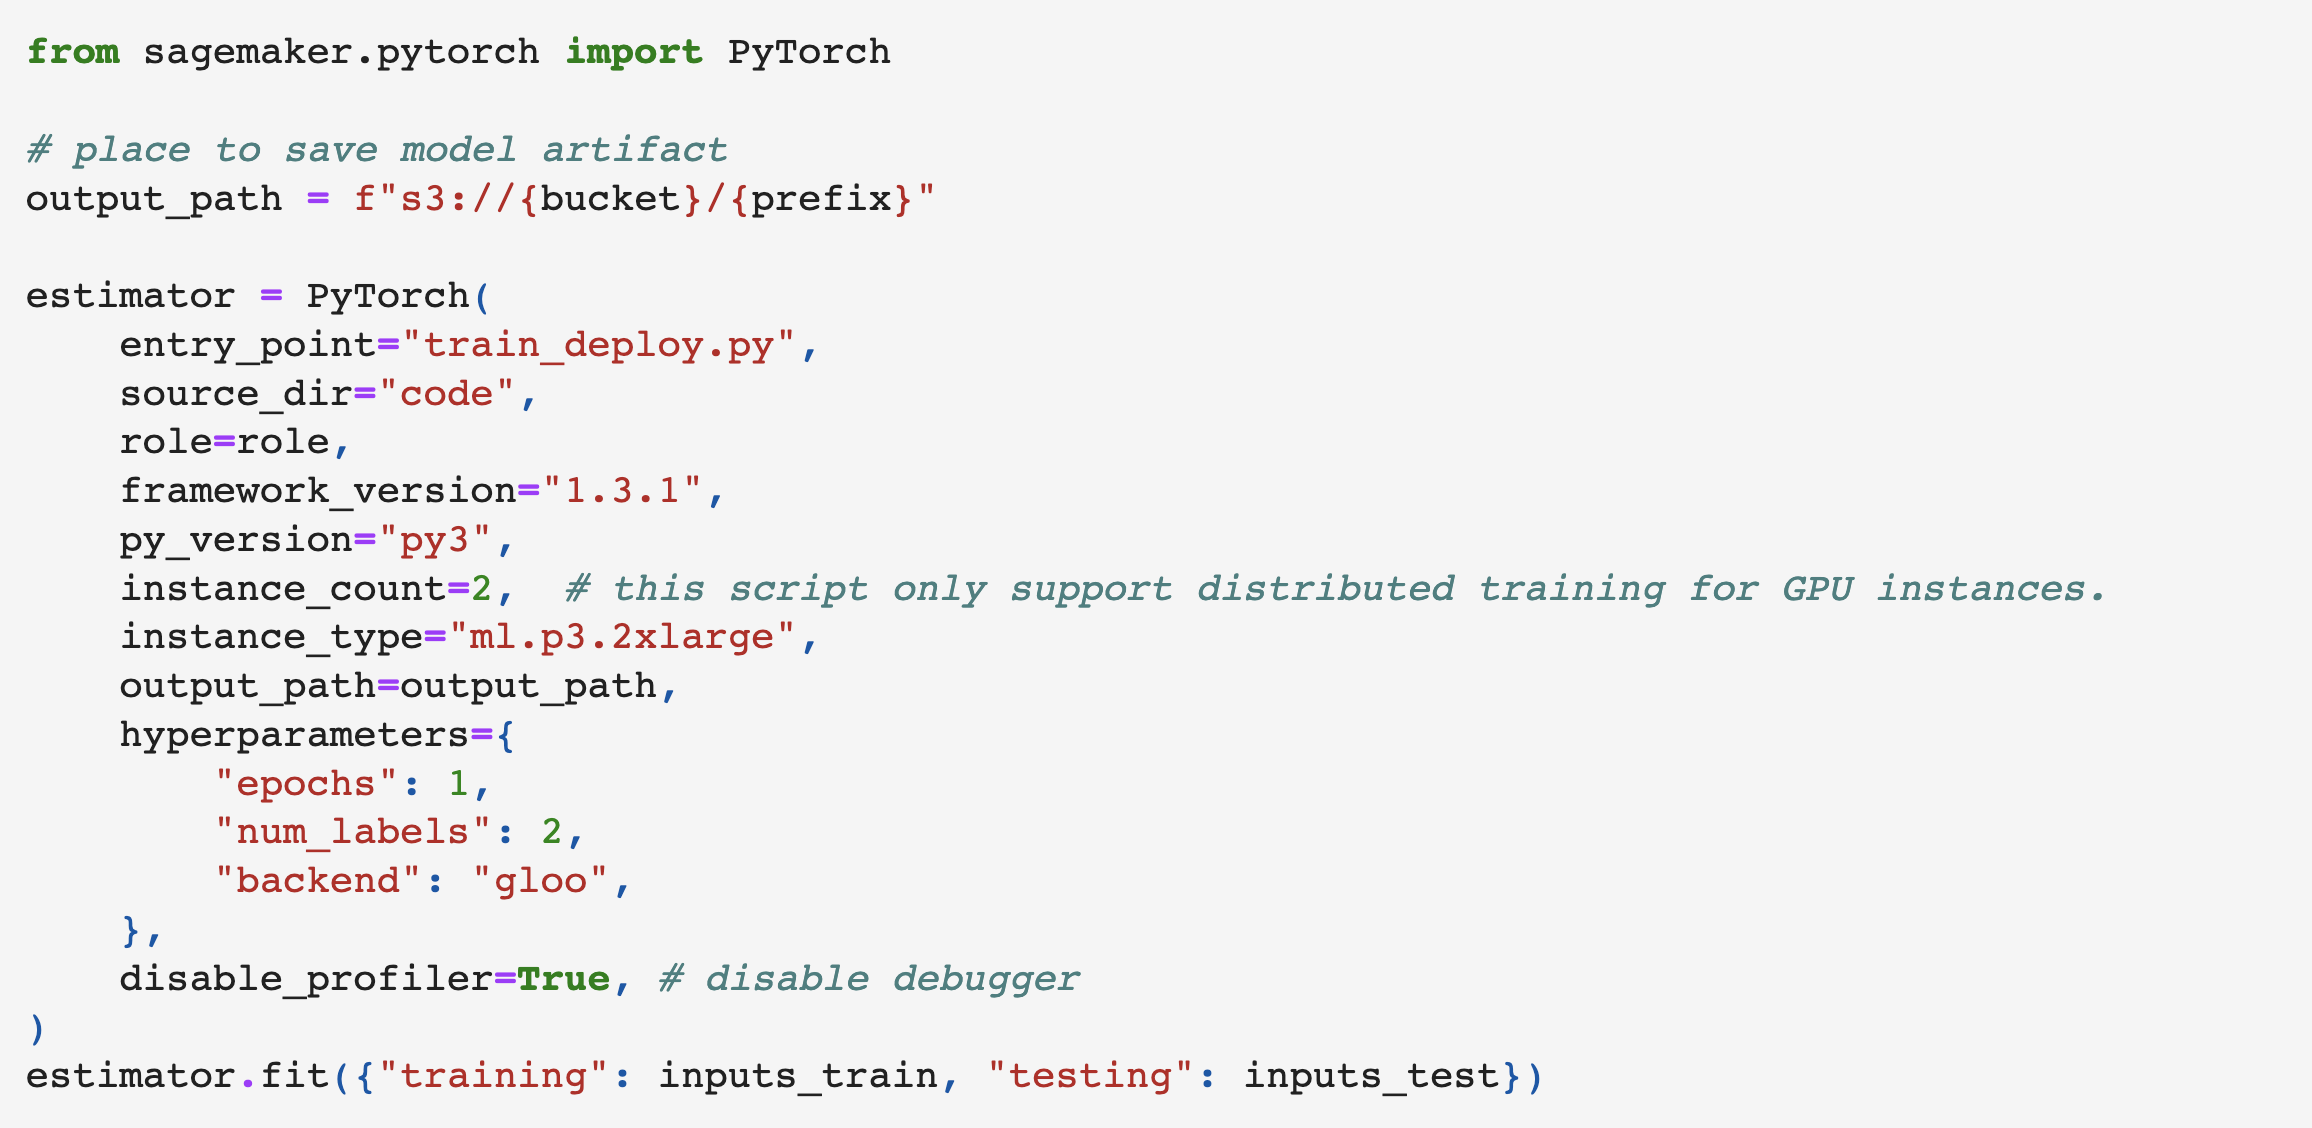 from sagemaker.pytorch import PyTorch
# place to save model artifact
output_path = f"s3://{bucket}/{prefix}"
estimator = PyTorch(
    entry_point="train_deploy.py",
    source_dir="code",
    role=role,
    framework_version="1.3.1",
    py_version="py3",
    instance_count=2,  # this script only support distributed training for GPU instances.
    instance_type="ml.p3.2xlarge",
    output_path=output_path,
    hyperparameters={
        "epochs": 1,
        "num_labels": 2,
        "backend": "gloo",
    },
    disable_profiler=True, # disable debugger
)
estimator.fit({"training": inputs_train, "testing": inputs_test})